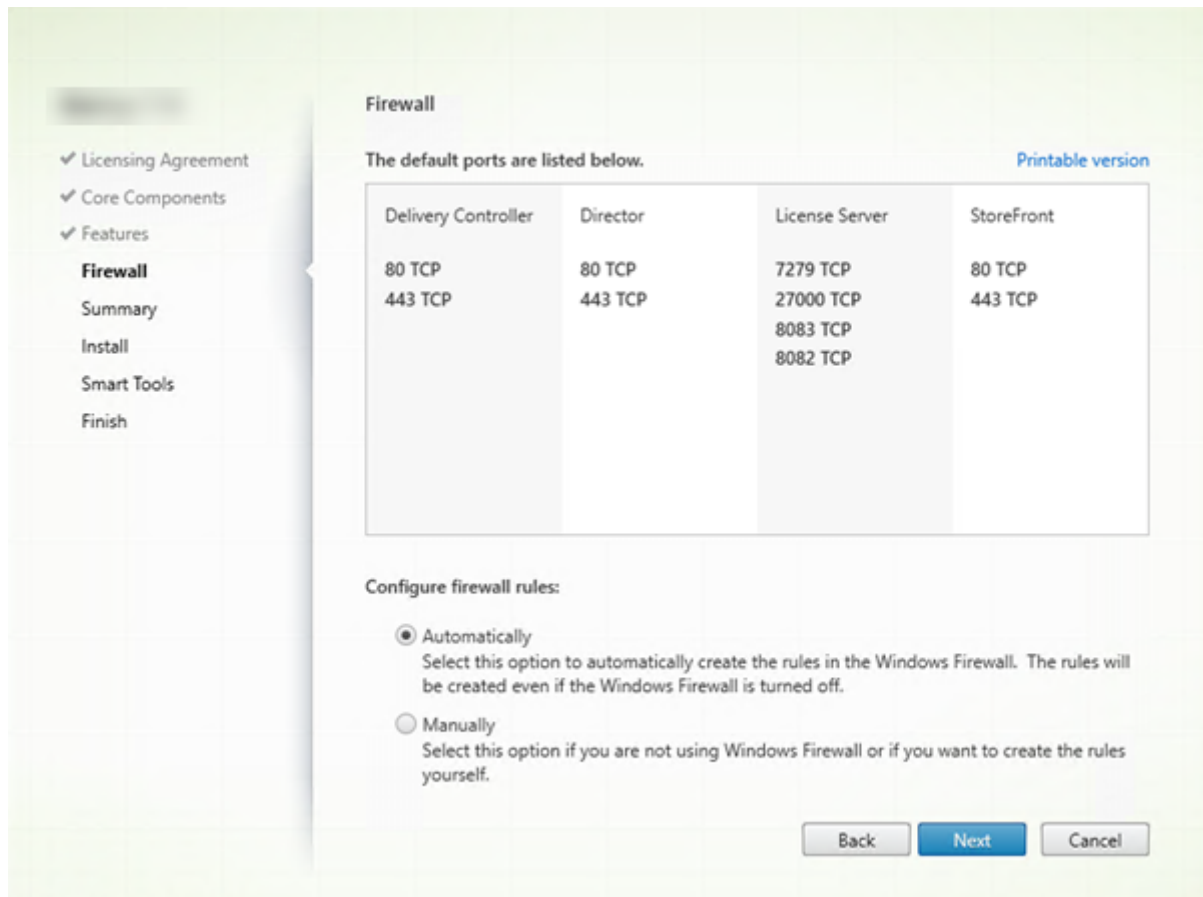 Licensing Agreement
Core Components
Features
Firewall
Summary
Install
Smart Tools
Finish
Firewall
The default ports are listed below.
Printable version
Delivery Controller
80 TCP
443 TCP
Director
80 TCP
443 TCP
License Server
7279 TCP
27000 TCP
8083 TCP
8082 TCP
StoreFront
80 TCP
443 TCP
Configure firewall rules:
Automatically
Select this option to automatically create the rules in the Windows Firewall. The rules will
be created even if the Windows Firewall is turned off.
Manually
Select this option if you are not using Windows Firewall or if you want to create the rules
yourself.
Back
Next
Cancel